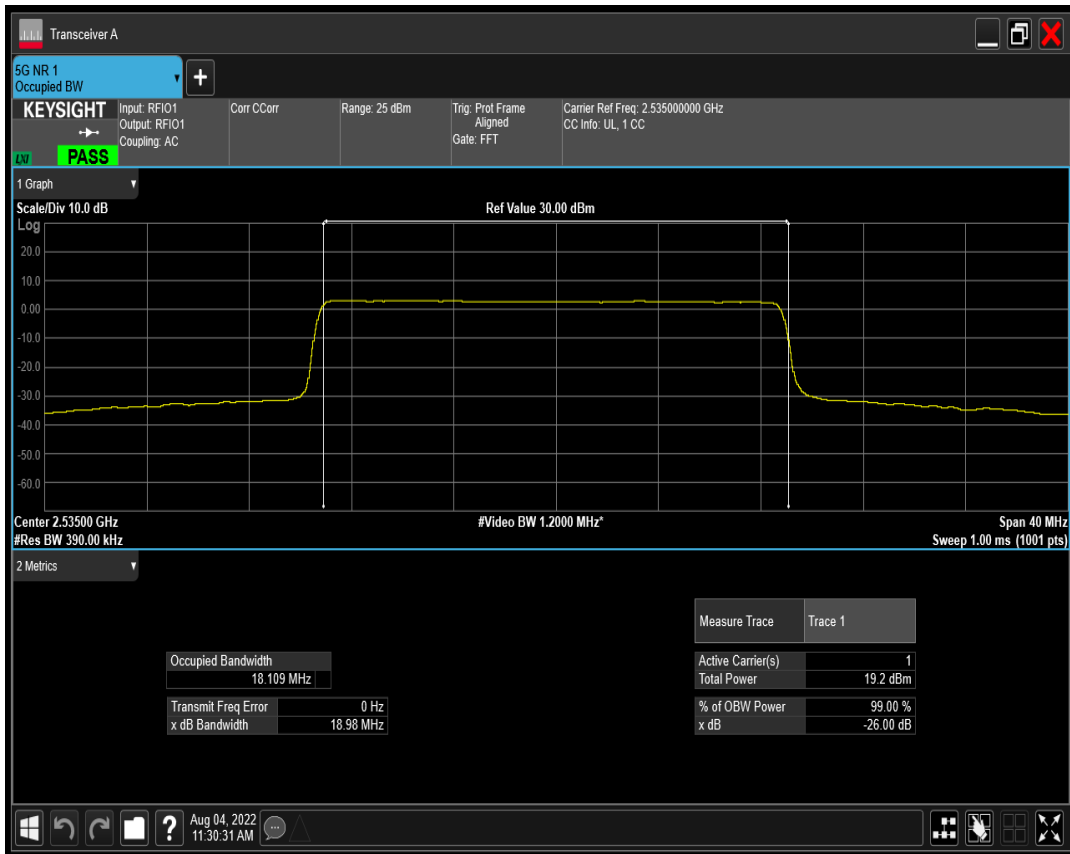 Transceiver A
5G NR 1
Occupied BW
+
KEYSIGHT
LXI
PASS
Input: RFIO1
Output: RFIO1
Coupling: AC
Corr CCorr
Range: 25 dBm
Trig: Prot Frame
Aligned
Gate: FFT
Carrier Ref Freq: 2.535000000 GHz
CC Info: UL, 1 CC
1 Graph
Scale/Div 10.0 dB
Ref Value 30.00 dBm
Log
20.0
10.0
0.00
-10.0
-20.0
-30.0
-40.0
-50.0
-60.0
Center 2.53500 GHz
#Video BW 1.2000 MHz*
Span 40 MHz
#Res BW 390.00 kHz
Sweep 1.00 ms (1001 pts)
2 Metrics
Measure Trace Trace 1
Occupied Bandwidth
18.109 MHz
Transmit Freq Error 0 Hz
x dB Bandwidth 18.98 MHz
Active Carrier(s) 1
Total Power 19.2 dBm
% of OBW Power 99.00 %
x dB -26.00 dB
?
Aug 04, 2022
11:30:31 AM